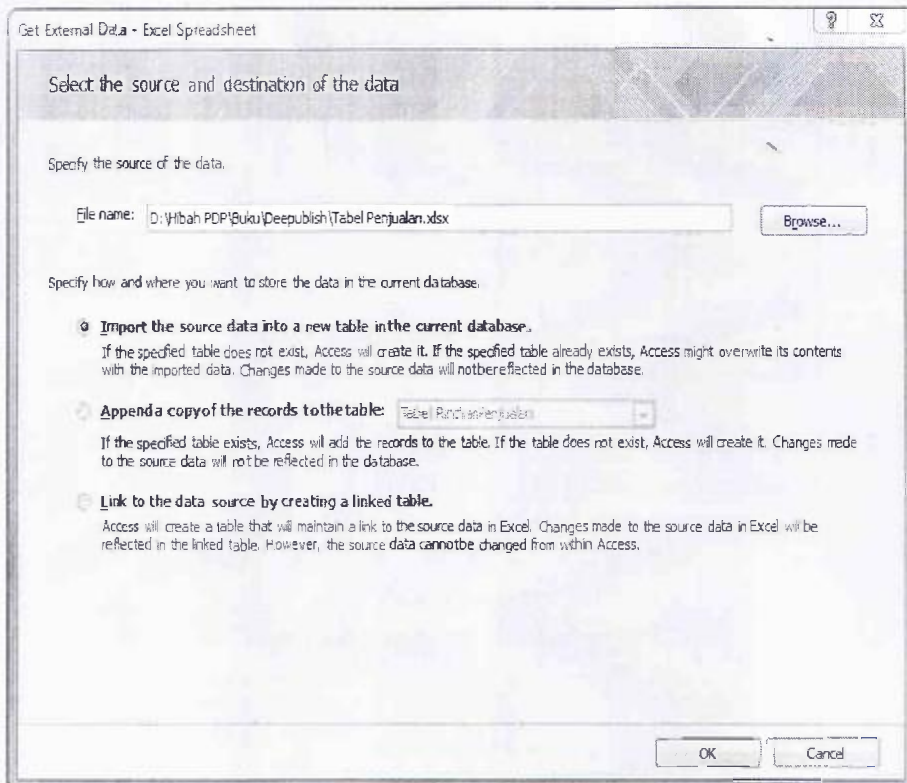 Get External Data - Excel Spreadsheet
Select the source and destination of the data
Specify the source of the data.
File name: D:\Hibah PDP\Buku\Deepublish\Tabel Penjualan.xlsx Browse...
Specify how and where you want to store the data in the current database.
Import the source data into a new table in the current database.
If the specified table does not exist, Access will create it. If the specified table already exists, Access might overwrite its contents
with the imported data. Changes made to the source data will not be reflected in the database.
Append a copy of the records to the table: Tabel RincianPenjualan
If the specified table exists, Access will add the records to the table. If the table does not exist, Access will create it. Changes made
to the source data will not be reflected in the database.
Link to the data source by creating a linked table.
Access will create a table that will maintain a link to the source data in Excel. Changes made to the source data in Excel will be
reflected in the linked table. However, the source data cannot be changed from within Access.
OK Cancel